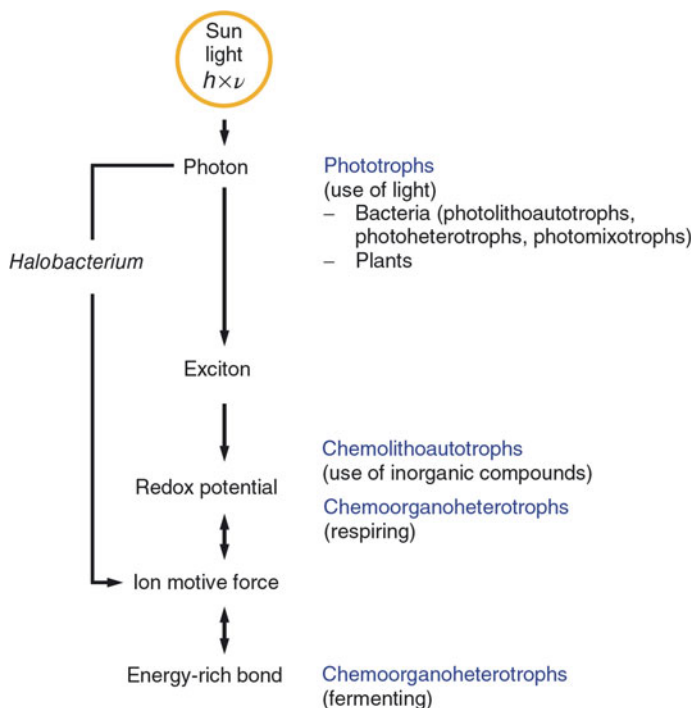 Sun
light
h×ν
Photon
Phototrophs
(use of light)
– Bacteria (photolithoautotrophs,
photoheterotrophs, photomixotrophs)
– Plants
Halobacterium
Exciton
Chemolithoautotrophs
(use of inorganic compounds)
Redox potential
Chemoorganoheterotrophs
(respiring)
Ion motive force
Energy-rich bond
Chemoorganoheterotrophs
(fermenting)